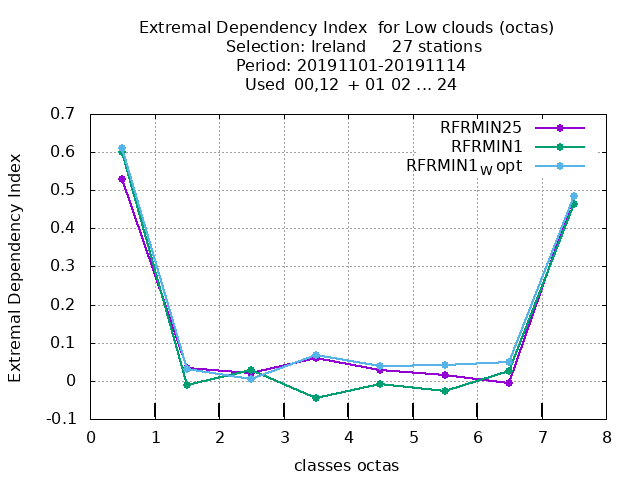 Extremal Dependency Index  for Low clouds (octas)
Selection: Ireland     27 stations
Period: 20191101-20191114
Used  00,12  + 01 02 ... 24
RFRMIN25
RFRMIN1
RFRMIN1W opt
Extremal Dependency Index
0.7
0.6
0.5
0.4
0.3
0.2
0.1
0
-0.1
0 1 2 3 4 5 6 7 8
classes octas